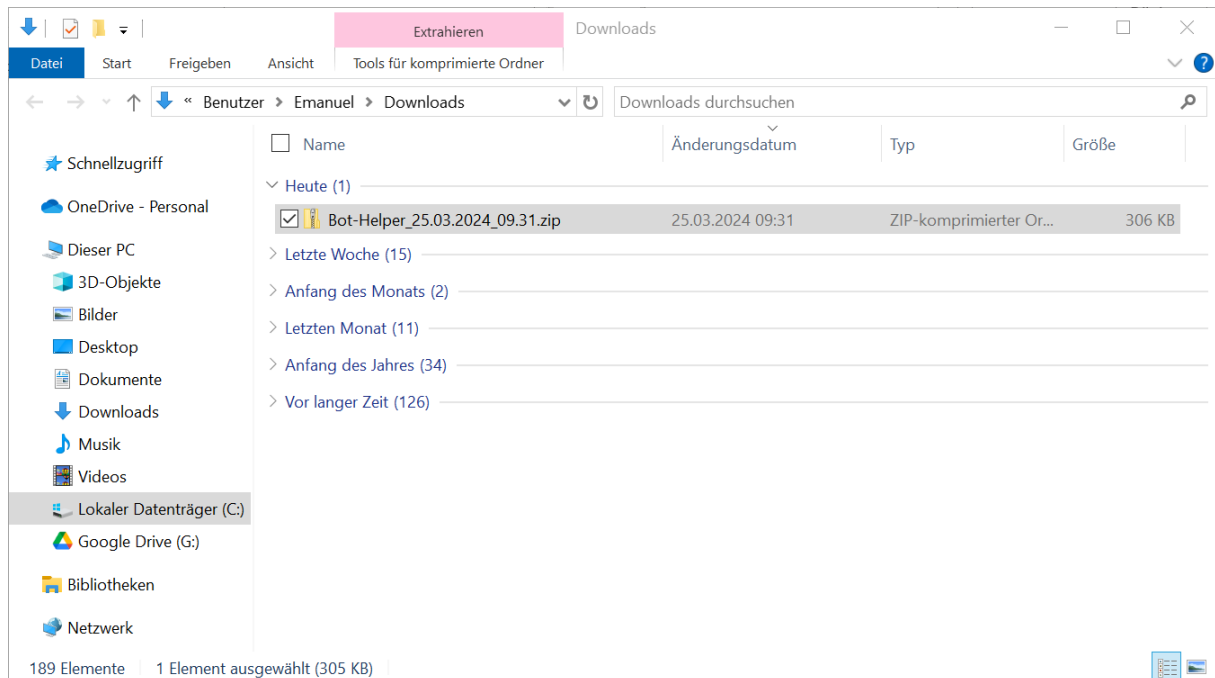 Extrahieren Downloads
Datei Start Freigeben Ansicht Tools für komprimierte Ordner ?
« Benutzer > Emanuel > Downloads Downloads durchsuchen
Name Änderungsdatum Typ Größe
Schnellzugriff
OneDrive - Personal
Dieser PC
3D-Objekte
Bilder
Desktop
Dokumente
Downloads
Musik
Videos
Lokaler Datenträger (C:)
Google Drive (G:)
Bibliotheken
Netzwerk
Heute (1)
Bot-Helper_25.03.2024_09.31.zip 25.03.2024 09:31 ZIP-komprimierter Or... 306 KB
Letzte Woche (15)
Anfang des Monats (2)
Letzten Monat (11)
Anfang des Jahres (34)
Vor langer Zeit (126)
189 Elemente 1 Element ausgewählt (305 KB)